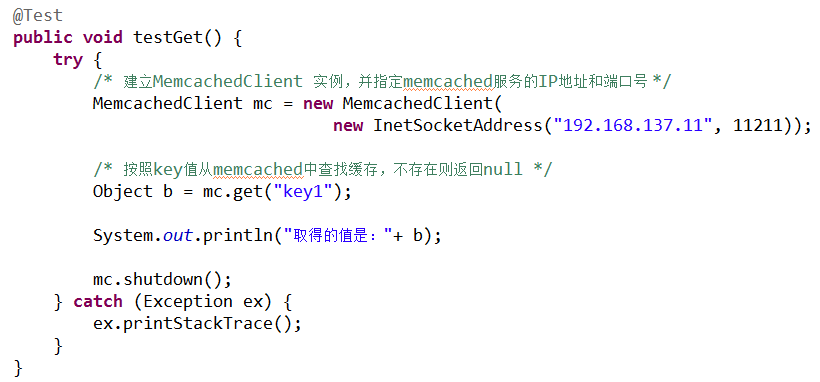 @Test
public void testGet() {
    try {
        /* 建立MemcachedClient 实例，并指定memcached服务的IP地址和端口号 */
        MemcachedClient mc = new MemcachedClient(
                                new InetSocketAddress("192.168.137.11", 11211));
        /* 按照key值从memcached中查找缓存，不存在则返回null */
        Object b = mc.get("key1");
        System.out.println("取得的值是："+ b);
        mc.shutdown();
    } catch (Exception ex) {
        ex.printStackTrace();
    }
}